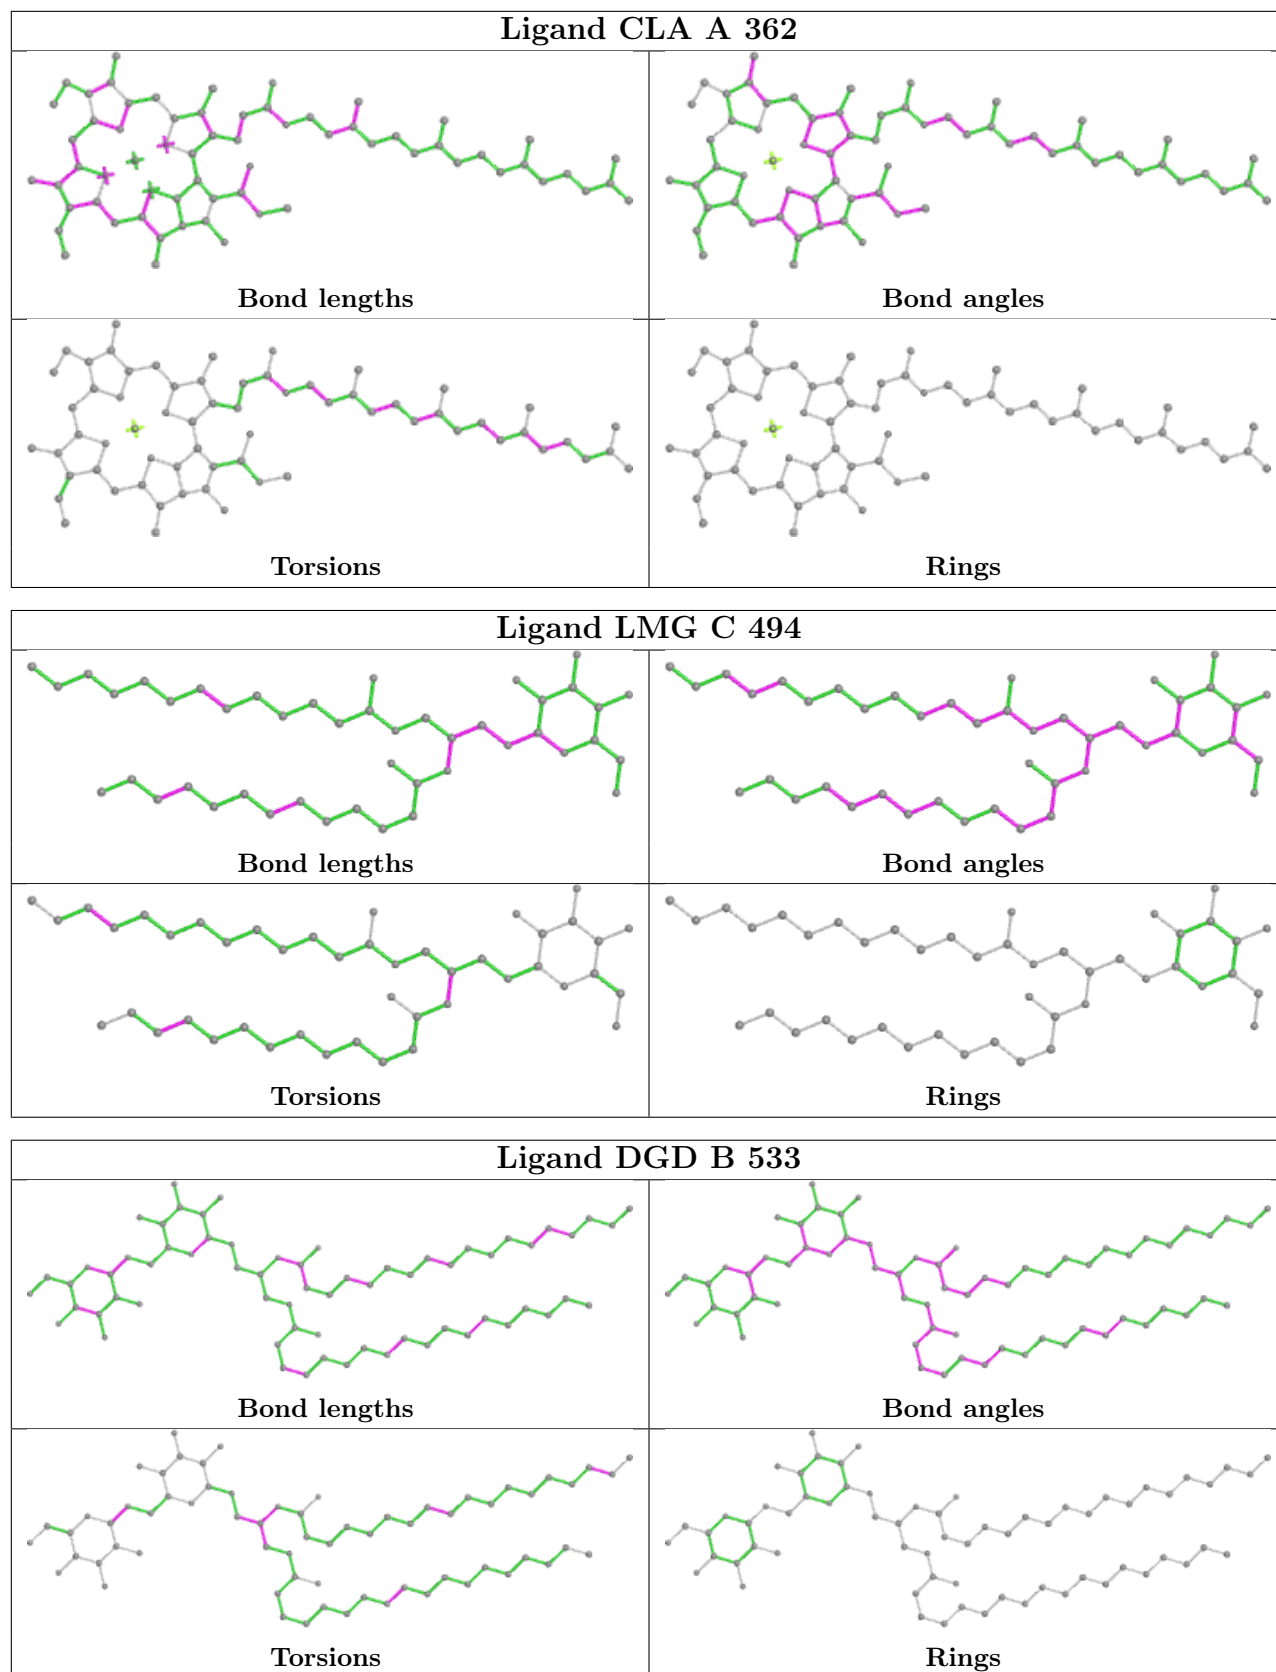 Ligand CLA A 362
Bond lengths
Bond angles
Torsions
Rings
Ligand LMG C 494
Bond lengths
Bond angles
Torsions
Rings
Ligand DGD B 533
Bond lengths
Bond angles
Torsions
Rings